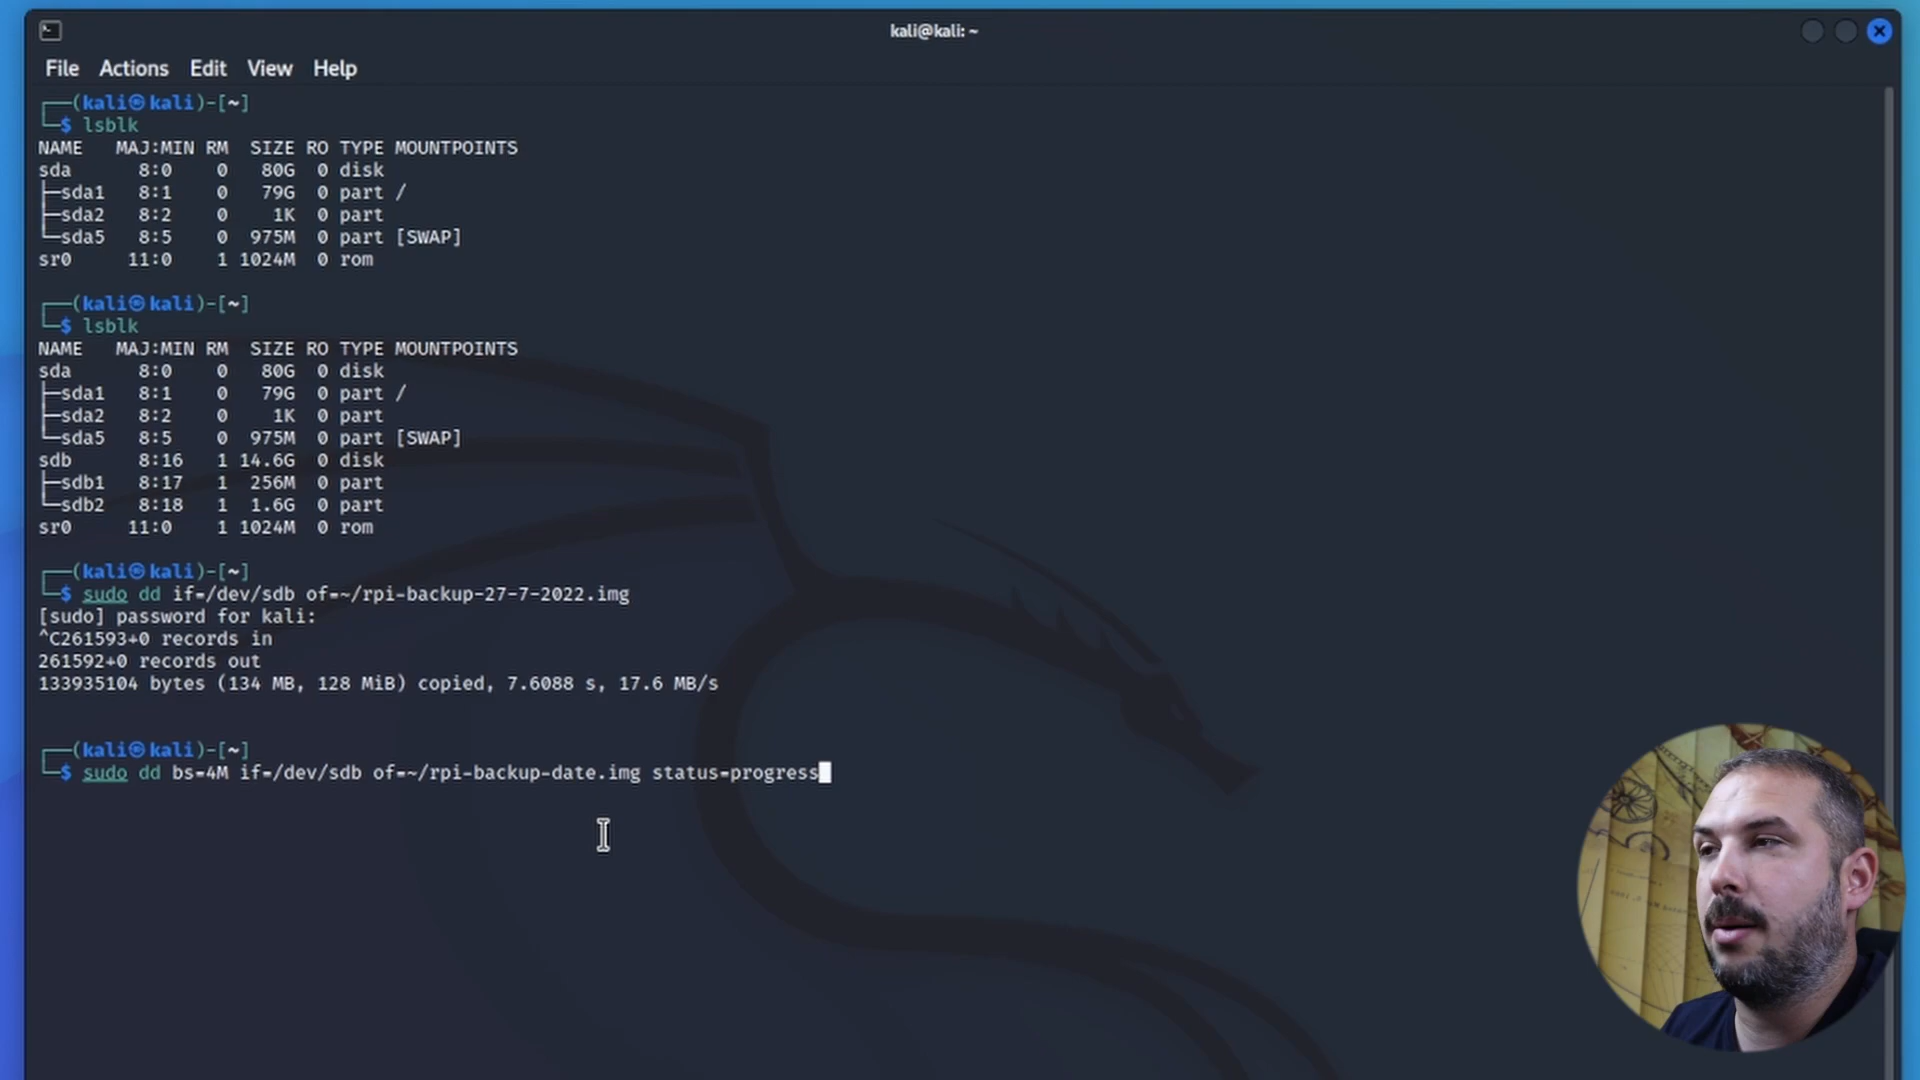 kali@kali: ~
File Actions Edit View Help
┌──(kali㉿kali)-[~]
└─$ lsblk
NAME   MAJ:MIN RM  SIZE RO TYPE MOUNTPOINTS
sda      8:0    0   80G  0 disk
├─sda1   8:1    0   79G  0 part /
├─sda2   8:2    0    1K  0 part
└─sda5   8:5    0  975M  0 part [SWAP]
sr0     11:0    1 1024M  0 rom
┌──(kali㉿kali)-[~]
└─$ lsblk
NAME   MAJ:MIN RM  SIZE RO TYPE MOUNTPOINTS
sda      8:0    0   80G  0 disk
├─sda1   8:1    0   79G  0 part /
├─sda2   8:2    0    1K  0 part
└─sda5   8:5    0  975M  0 part [SWAP]
sdb      8:16   1 14.6G  0 disk
├─sdb1   8:17   1  256M  0 part
└─sdb2   8:18   1  1.6G  0 part
sr0     11:0    1 1024M  0 rom
┌──(kali㉿kali)-[~]
└─$ sudo dd if=/dev/sdb of=~/rpi-backup-27-7-2022.img
[sudo] password for kali:
^C261593+0 records in
261592+0 records out
133935104 bytes (134 MB, 128 MiB) copied, 7.6088 s, 17.6 MB/s
┌──(kali㉿kali)-[~]
└─$ sudo dd bs=4M if=/dev/sdb of=~/rpi-backup-date.img status=progress